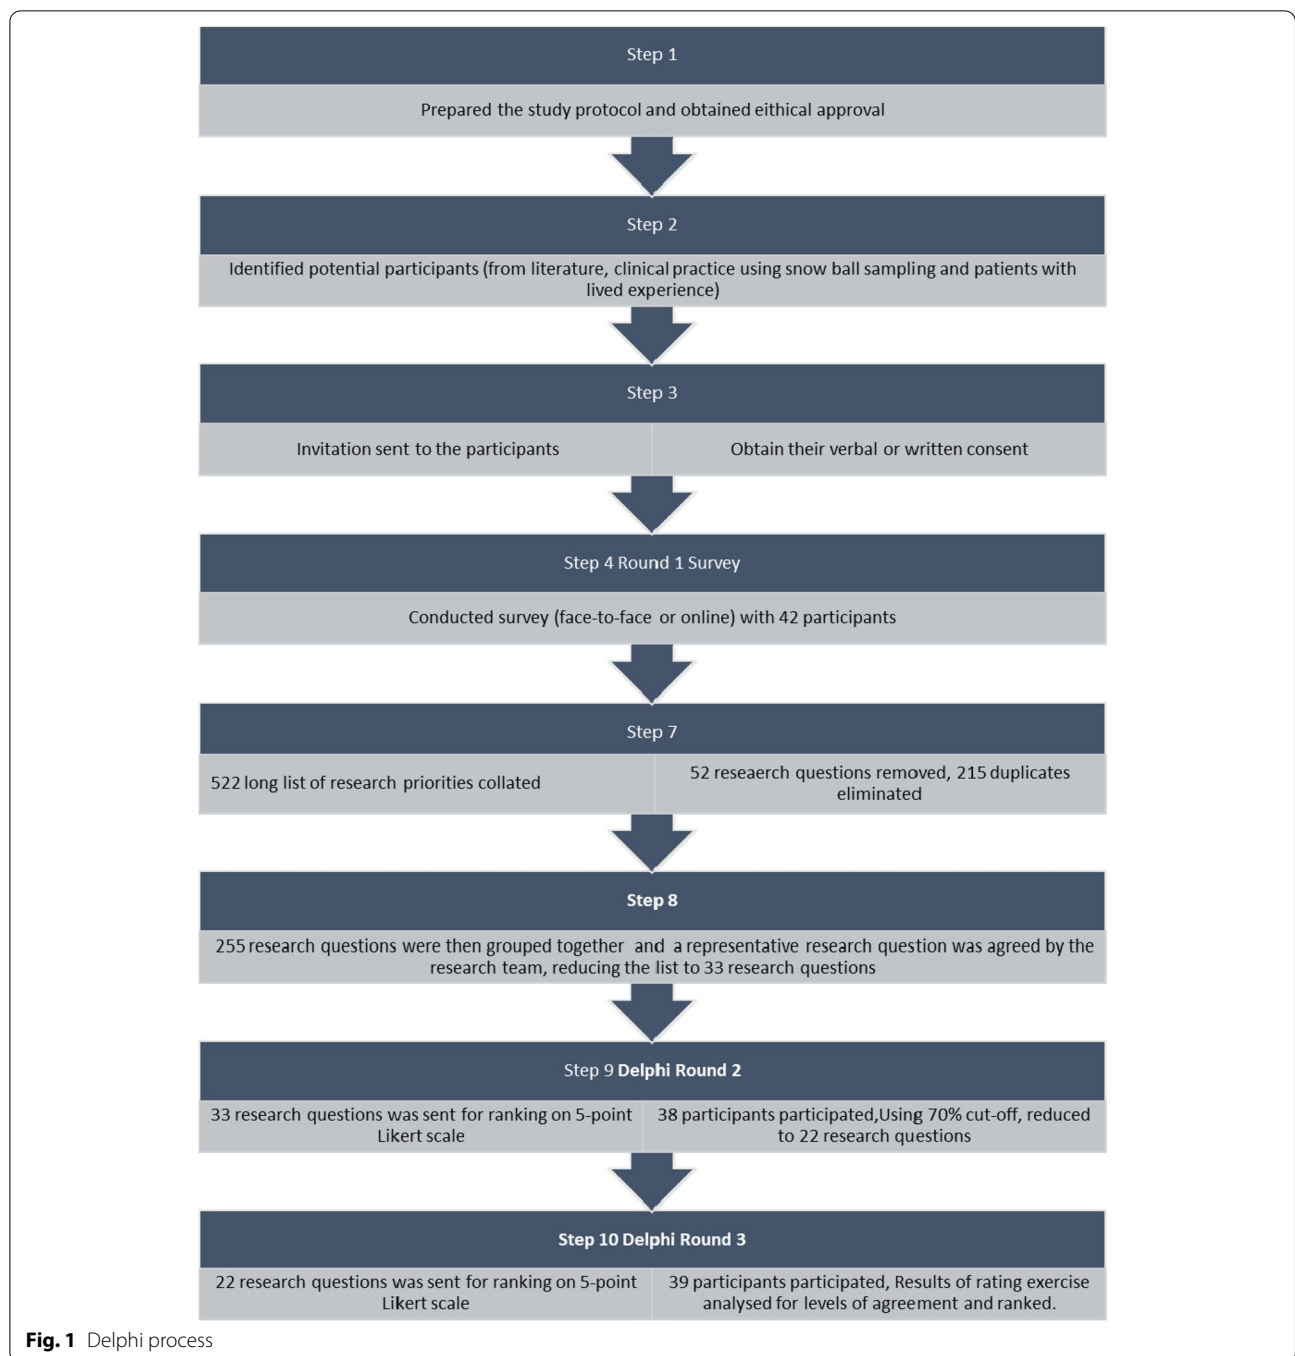 Step 1
Prepared the study protocol and obtained eithical approval
Step 2
Identified potential participants (from literature, clinical practice using snow ball sampling and patients with
lived experience)
Step 3
Invitation sent to the participants
Obtain their verbal or written consent
Step 4 Round 1 Survey
Conducted survey (face-to-face or online) with 42 participants
Step 7
522 long list of research priorities collated
52 reseaerch questions removed, 215 duplicates
eliminated
Step 8
255 research questions were then grouped together and a representative research question was agreed by the
research team, reducing the list to 33 research questions
Step 9 Delphi Round 2
33 research questions was sent for ranking on 5-point
Likert scale
38 participants participated,Using 70% cut-off, reduced
to 22 research questions
Step 10 Delphi Round 3
22 research questions was sent for ranking on 5-point
Likert scale
39 participants participated, Results of rating exercise
analysed for levels of agreement and ranked.
Fig. 1 Delphi process